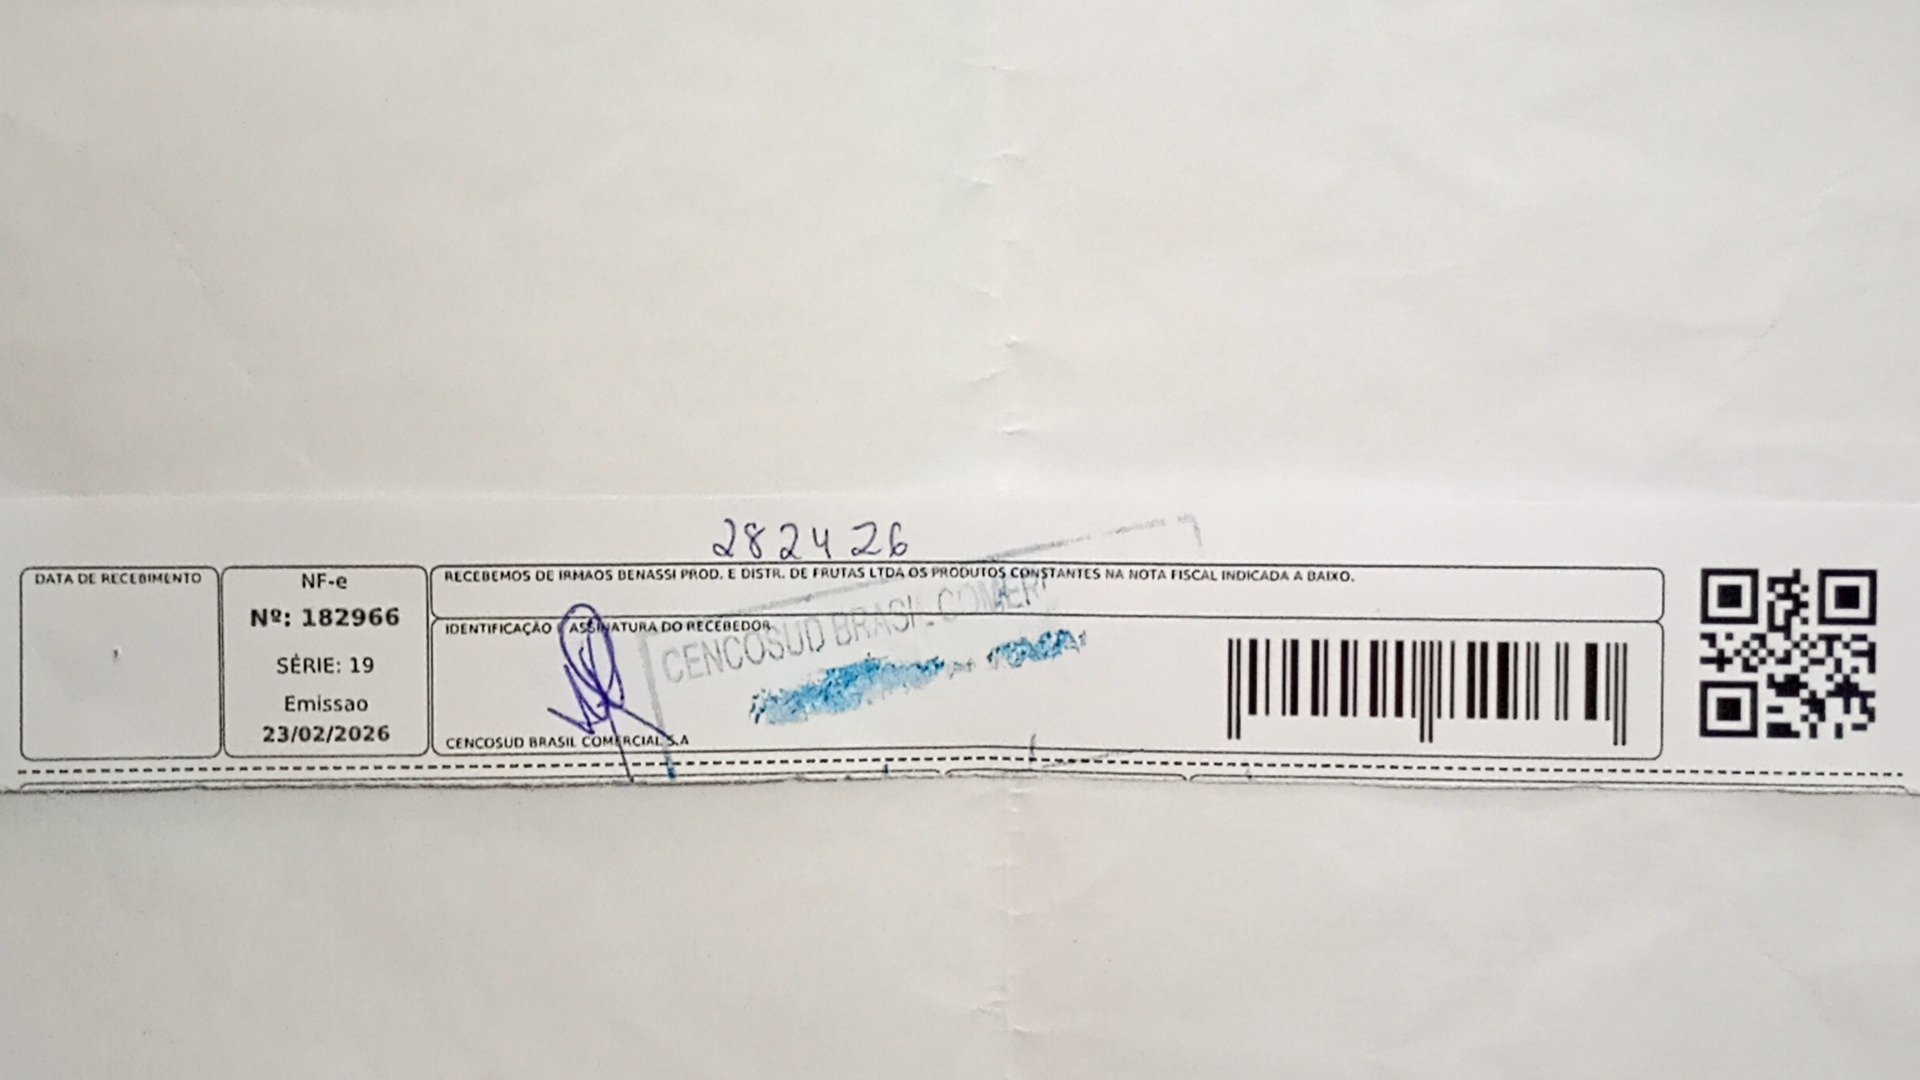 282426
DATA DE RECEBIMENTO
NF-e
Nº: 182966
SÉRIE: 19
Emissao
23/02/2026
RECEBEMOS DE IRMAOS BENASSI PROD. E DISTR. DE FRUTAS LTDA OS PRODUTOS CONSTANTES NA NOTA FISCAL INDICADA A BAIXO.
IDENTIFICAÇÃO E ASSINATURA DO RECEBEDOR
CENCOSUD BRASIL COMERCIAL S.A
CENCOSUD BRASIL COMERC